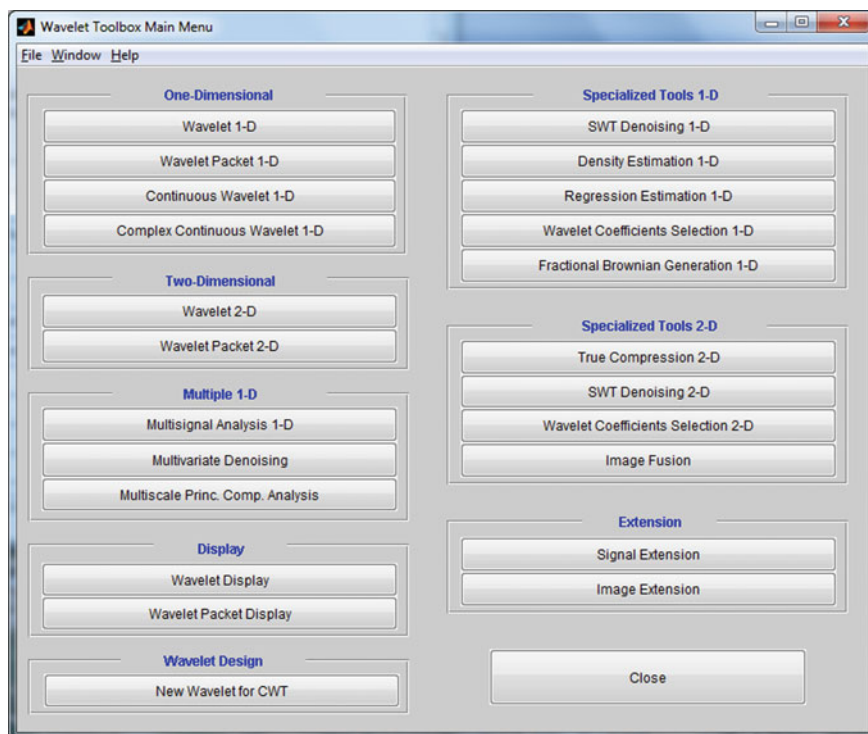 Wavelet Toolbox Main Menu
File Window Help
One-Dimensional
Wavelet 1-D
Wavelet Packet 1-D
Continuous Wavelet 1-D
Complex Continuous Wavelet 1-D
Two-Dimensional
Wavelet 2-D
Wavelet Packet 2-D
Multiple 1-D
Multisignal Analysis 1-D
Multivariate Denoising
Multiscale Princ. Comp. Analysis
Display
Wavelet Display
Wavelet Packet Display
Wavelet Design
New Wavelet for CWT
Specialized Tools 1-D
SWT Denoising 1-D
Density Estimation 1-D
Regression Estimation 1-D
Wavelet Coefficients Selection 1-D
Fractional Brownian Generation 1-D
Specialized Tools 2-D
True Compression 2-D
SWT Denoising 2-D
Wavelet Coefficients Selection 2-D
Image Fusion
Extension
Signal Extension
Image Extension
Close